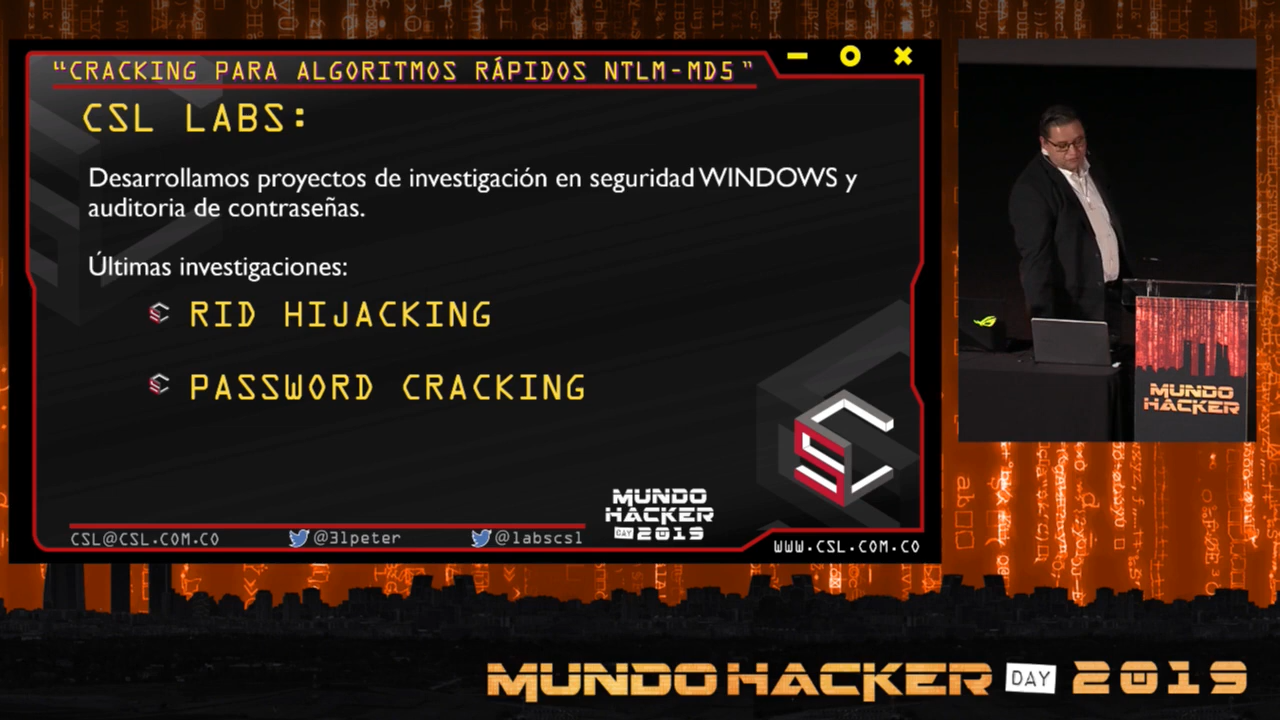 “CRACKING PARA ALGORITMOS RÁPIDOS NTLM-MD5”
CSL LABS:
Desarrollamos proyectos de investigación en seguridad WINDOWS y
auditoria de contraseñas.
Últimas investigaciones:
RID HIJACKING
PASSWORD CRACKING
MUNDO
HACKER
DAY 2019
CSL@CSL.COM.CO
@3lpeter
@labscsl
WWW.CSL.COM.CO
MUNDO
HACKER
MUNDO HACKER DAY 2019